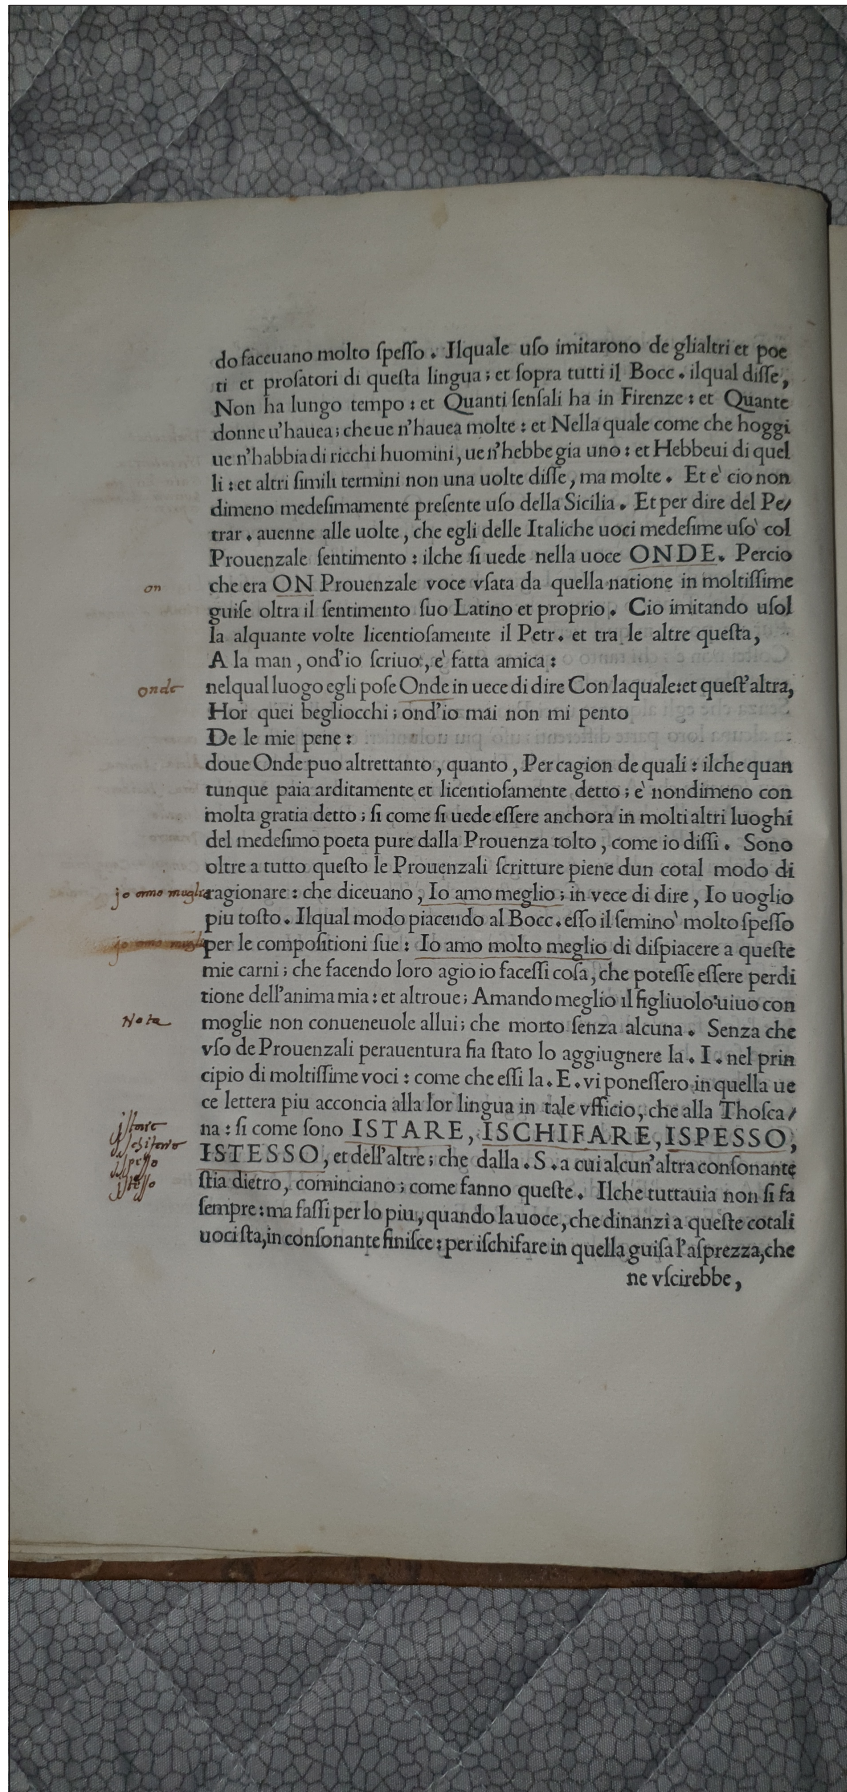 do faceuano molto ſpeſſo . Ilquale uſo imitarono de glialtri et poe
ti et proſatori di queſta lingua ; et ſopra tutti il Bocc . ilqual diſſe ,
Non ha lungo tempo : et Quanti ſenſali ha in Firenze : et Quante
donne u'hauea ; che ue n'hauea molte : et Nella quale come che hoggi
ue n'habbia di ricchi huomini , ue n'hebbe gia uno : et Hebbeui di quel
li : et altri ſimili termini non una uolte diſſe , ma molte . Et è cio non
dimeno medeſimamente preſente uſo della Sicilia . Et per dire del Pe/
trar . auenne alle uolte , che egli delle Italiche uoci medeſime uſò col
Prouenzale ſentimento : ilche ſi uede nella uoce ONDE . Percio
on
che era ON Prouenzale voce vſata da quella natione in moltiſſime
guiſe oltra il ſentimento ſuo Latino et proprio . Cio imitando uſol
la alquante volte licentioſamente il Petr . et tra le altre queſta ,
A la man , ond'io ſcriuo , è fatta amica :
onde
nelqual luogo egli poſe Onde in uece di dire Con laquale : et queſt'altra,
Hor quei begliocchi ; ond'io mai non mi pento
De le mie pene :
doue Onde puo altrettanto , quanto , Per cagion de quali : ilche quan
tunque paia arditamente et licentioſamente detto ; è nondimeno con
molta gratia detto ; ſi come ſi uede eſſere anchora in molti altri luoghi
del medeſimo poeta pure dalla Prouenza tolto , come io diſſi . Sono
oltre a tutto queſto le Prouenzali ſcritture piene dun cotal modo di
jo amo meglio
ragionare : che diceuano , Io amo meglio ; in vece di dire , Io uoglio
piu toſto . Ilqual modo piacendo al Bocc . eſſo il ſeminò molto ſpeſſo
jo amo meglio
per le compoſitioni ſue : Io amo molto meglio di diſpiacere a queſte
mie carni ; che facendo loro agio io faceſſi coſa , che poteſſe eſſere perdi
tione dell'anima mia : et altroue ; Amando meglio il figliuolo uiuo con
Nota
moglie non conueneuole allui ; che morto ſenza alcuna . Senza che
vſo de Prouenzali perauentura ſia ſtato lo aggiugnere la . I . nel prin
cipio di moltiſſime voci : come che eſſi la . E . vi poneſſero in quella ue
ce lettera piu acconcia alla lor lingua in tale vfficio , che alla Thoſca/
jſtare
na : ſi come ſono ISTARE , ISCHIFARE , ISPESSO ,
jſchifare
ISTESSO , et dell'altre ; che dalla . S . a cui alcun'altra conſonante
jſpeſſo
jſteſſo
ſtia dietro , cominciano ; come fanno queſte . Ilche tuttauia non ſi fa
ſempre : ma faſſi per lo piu , quando la uoce , che dinanzi a queſte cotali
uoci ſta , in conſonante finiſce : per iſchifare in quella guiſa l'aſprezza , che
ne vſcirebbe ,